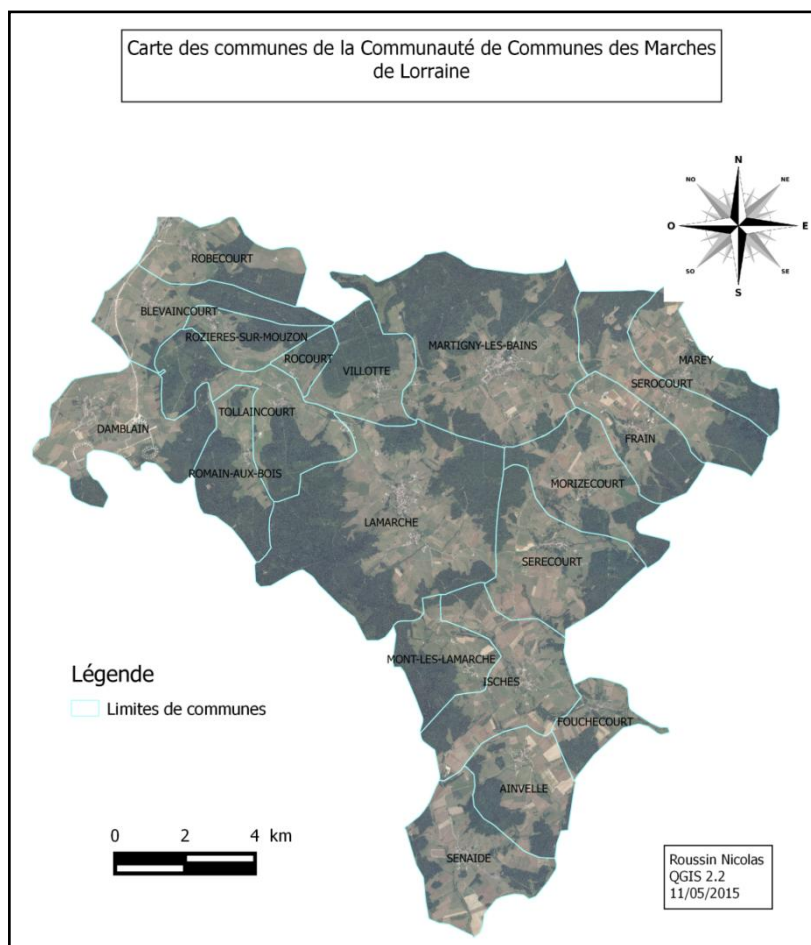 Carte des communes de la Communauté de Communes des Marches
de Lorraine
N
NO
NE
O
E
SO
SE
S
ROBECOURT
BLEVAINCOURT
ROZIERES-SUR-MOUZON
ROCOURT
VILLOTTE
MARTIGNY-LES-BAINS
MAREY
SEROCOURT
TOLLAINCOURT
DAMBLAIN
FRAIN
ROMAIN-AUX-BOIS
MORIZECOURT
LAMARCHE
SERECOURT
MONT-LES-LAMARCHE
ISCHES
FOUCHECOURT
AINVELLE
SENAIDE
Légende
Limites de communes
0 2 4 km
Roussin Nicolas
QGIS 2.2
11/05/2015